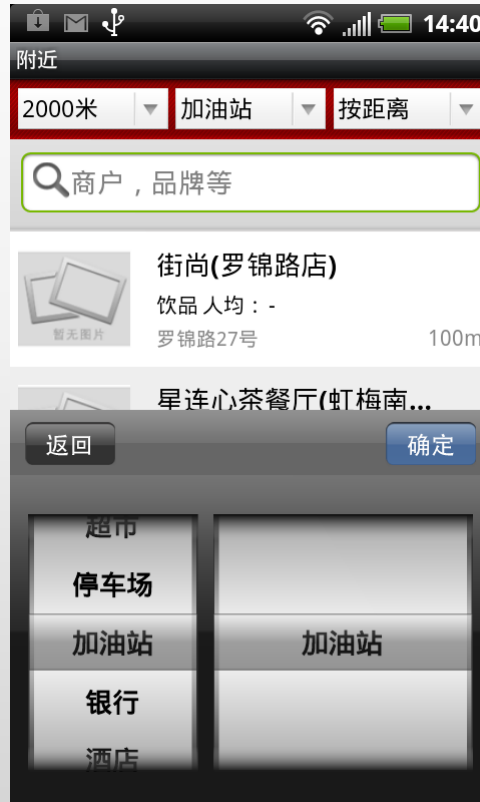 14:40
附近
2000米 加油站 按距离
商户，品牌等
街尚(罗锦路店)
饮品 人均：-
罗锦路27号 100m
暂无图片
星连心茶餐厅(虹梅南...
返回 确定
超市
停车场
加油站 加油站
银行
酒店